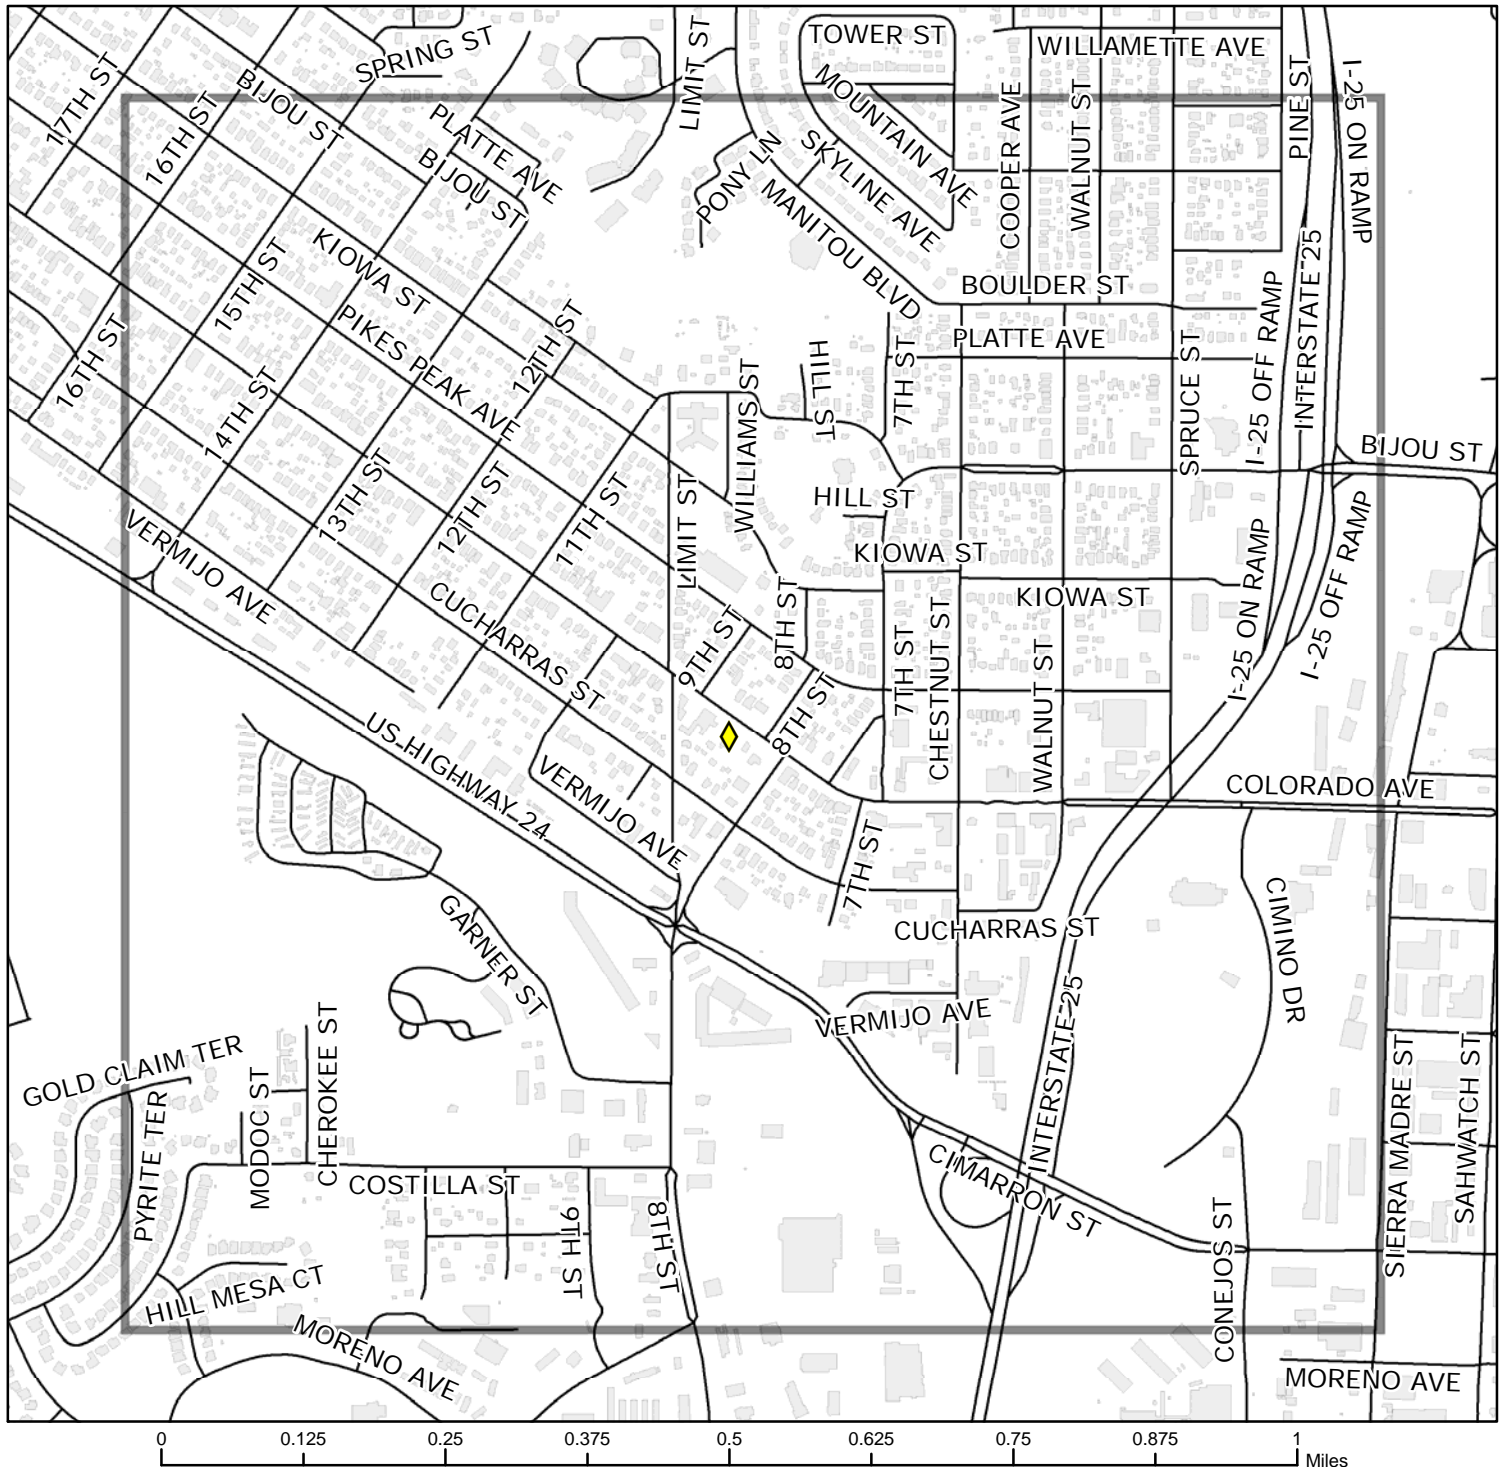 TOWER ST
WILLAMETTE AVE
SPRING ST
LIMIT ST
17TH ST
16TH ST
BIJOU ST
PLATTE AVE
BIJOU ST
MOUNTAIN AVE
SKYLINE AVE
PONY LN
MANITOU BLVD
COOPER AVE
WALNUT ST
PINE ST
I-25 ON RAMP
KIOWA ST
15TH ST
BOULDER ST
PLATTE AVE
I-25 OFF RAMP
INTERSTATE 25
16TH ST
PIKES PEAK AVE
12TH ST
HILL ST
7TH ST
SPRUCE ST
14TH ST
WILLIAMS ST
BIJOU ST
13TH ST
12TH ST
11TH ST
LIMIT ST
HILL ST
VERMIJO AVE
KIOWA ST
KIOWA ST
I-25 ON RAMP
I-25 OFF RAMP
CUCHARRAS ST
9TH ST
8TH ST
8TH ST
7TH ST
CHESTNUT ST
WALNUT ST
US HIGHWAY 24
VERMIJO AVE
COLORADO AVE
7TH ST
GARNER ST
CUCHARRAS ST
CIMINO DR
VERMIJO AVE
INTERSTATE 25
GOLD CLAIM TER
PYRITE TER
MODOC ST
CHEROKEE ST
COSTILLA ST
9TH ST
8TH ST
CIMARRON ST
CONEJOS ST
SIERRA MADRE ST
SAHWATCH ST
HILL MESA CT
MORENO AVE
MORENO AVE
0 0.125 0.25 0.375 0.5 0.625 0.75 0.875 1
Miles